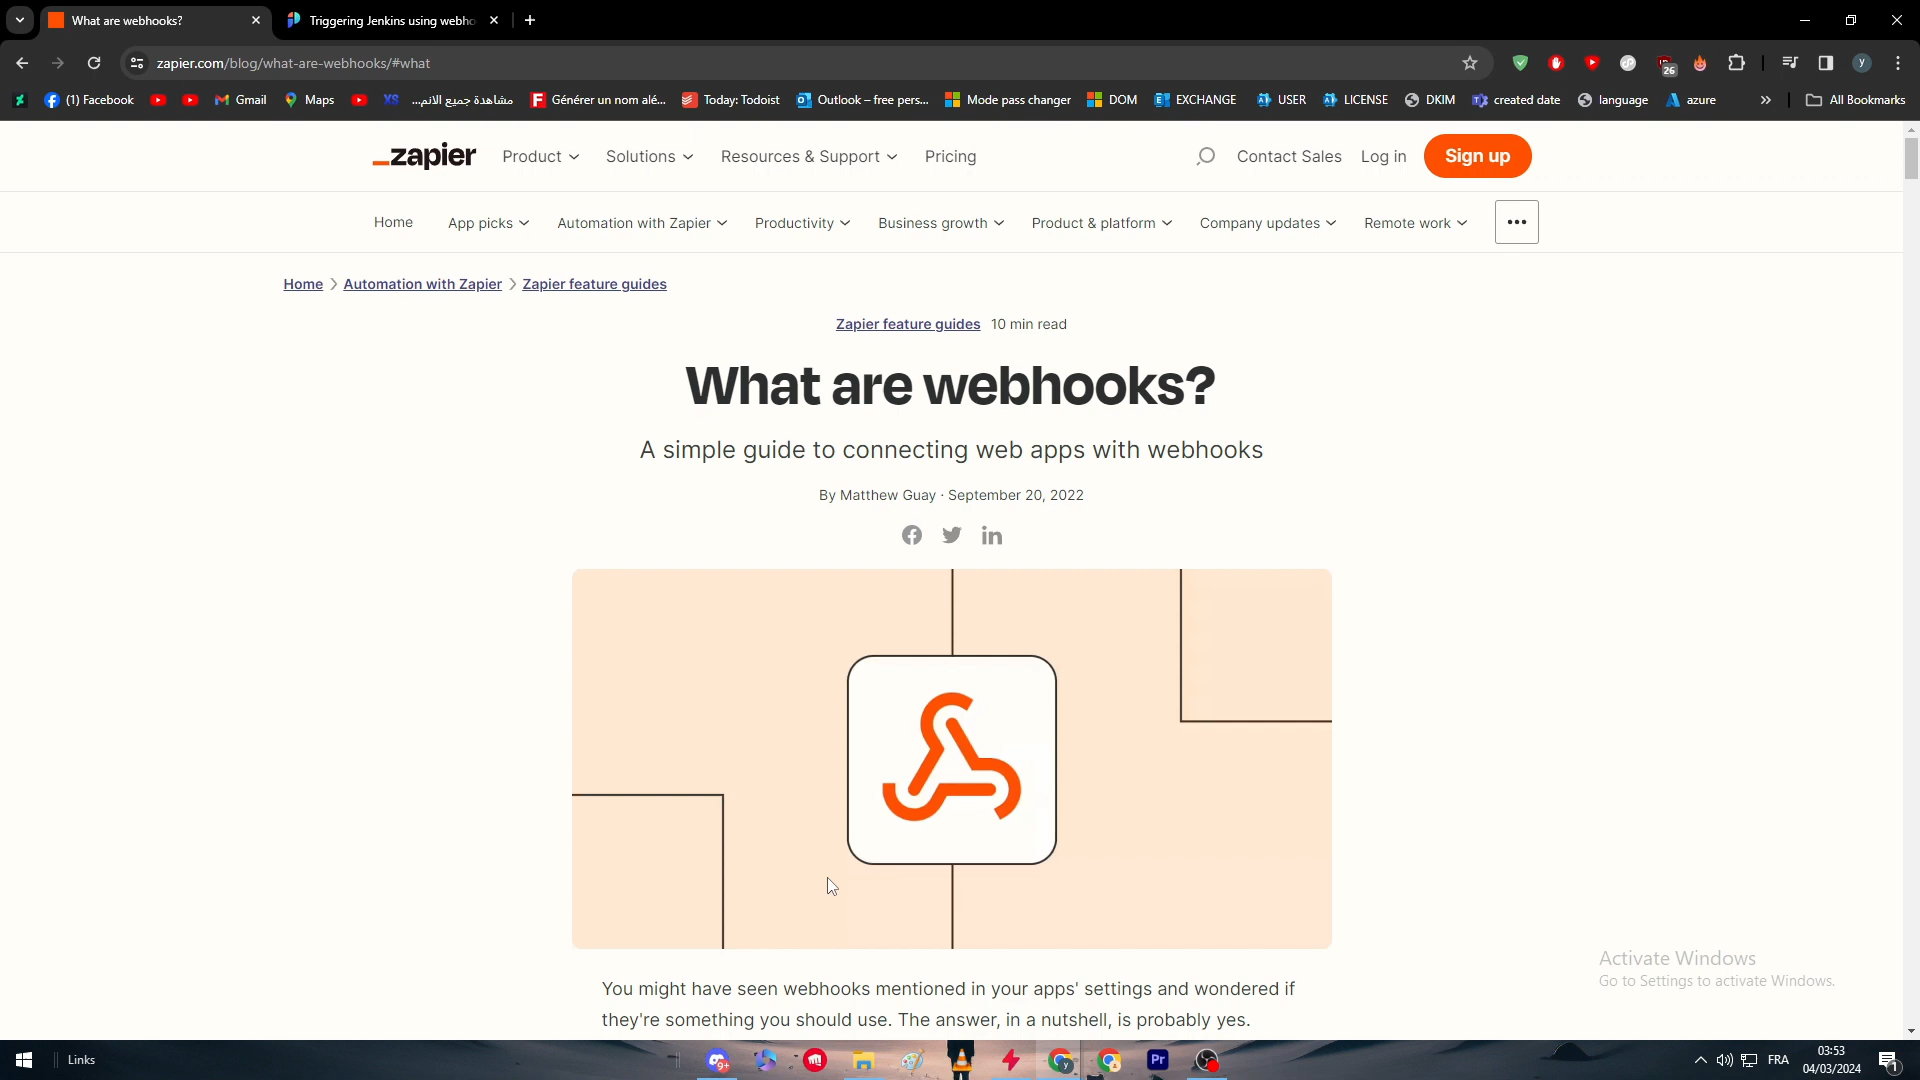 What are webhooks?
Triggering Jenkins using webho
zapier.com/blog/what-are-webhooks/#what
26
y
(1) Facebook
Gmail
Maps
XS
مشاهدة جميع الانم...
Générer un nom alé...
Today: Todoist
Outlook – free pers...
Mode pass changer
DOM
EXCHANGE
USER
LICENSE
DKIM
created date
language
azure
All Bookmarks
zapier
Product
Solutions
Resources & Support
Pricing
Contact Sales
Log in
Sign up
Home
App picks
Automation with Zapier
Productivity
Business growth
Product & platform
Company updates
Remote work
Home > Automation with Zapier > Zapier feature guides
Zapier feature guides 10 min read
What are webhooks?
A simple guide to connecting web apps with webhooks
By Matthew Guay · September 20, 2022
You might have seen webhooks mentioned in your apps' settings and wondered if
they're something you should use. The answer, in a nutshell, is probably yes.
Activate Windows
Go to Settings to activate Windows.
Links
9+
Pr
FRA
03:53
04/03/2024
1